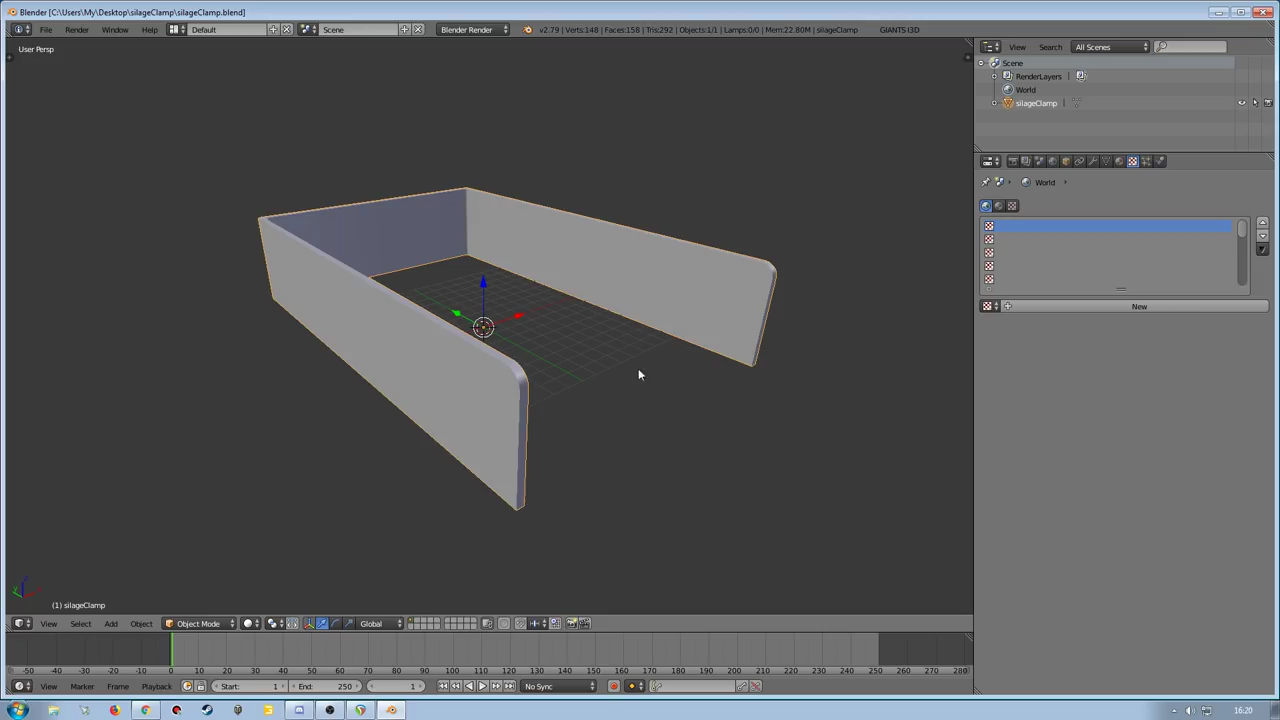 Blender [C:\Users\My\Desktop\silageClamp\silageClamp.blend]
File Render Window Help Default Scene Blender Render v2.79 | Verts:148 | Faces:158 | Tris:292 | Objects:1/1 | Lamps:0/0 | Mem:22.80M | silageClamp GIANTS I3D
User Persp
View Search All Scenes
Scene
RenderLayers
World
silageClamp
World
New
(1) silageClamp
View Select Add Object Object Mode Global
-50 -40 -30 -20 -10 0 10 20 30 40 50 60 70 80 90 100 110 120 130 140 150 160 170 180 190 200 210 220 230 240 250 260 270 280
View Marker Frame Playback Start: 1 End: 250 1 No Sync
16:20